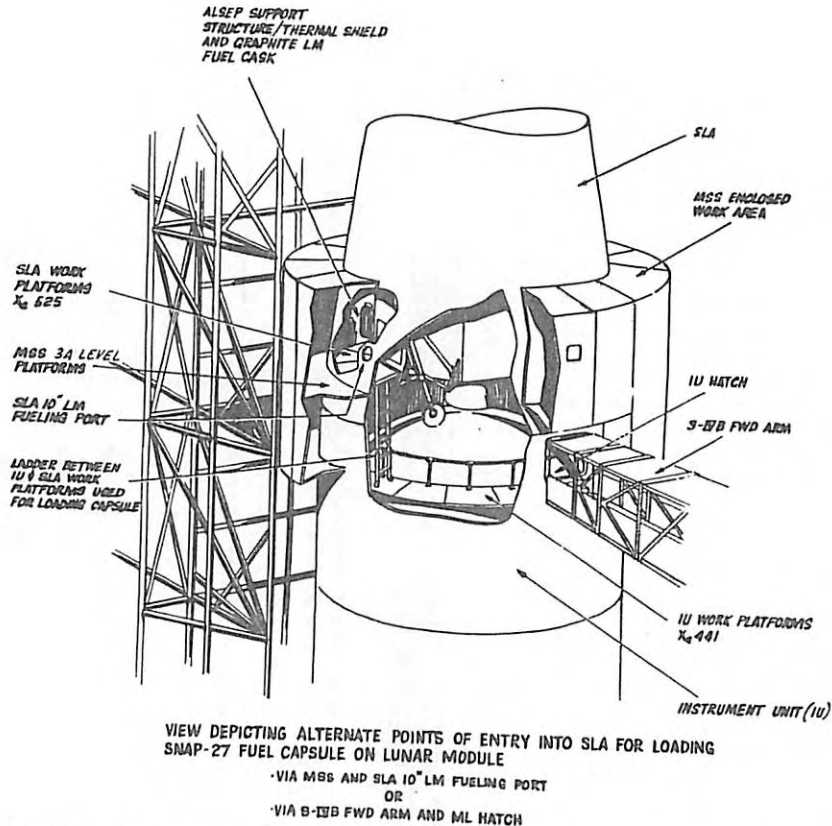 ALSEP SUPPORT
STRUCTURE/THERMAL SHIELD
AND GRAPHITE LM
FUEL CASK
SLA
MSS ENCLOSED
WORK AREA
SLA WORK
PLATFORMS
Xa 525
MSS 3A LEVEL
PLATFORMS
SLA 10" LM
FUELING PORT
LADDER BETWEEN
IU & SLA WORK
PLATFORMS USED
FOR LOADING CAPSULE
IU HATCH
S-IVB FWD ARM
IU WORK PLATFORMS
Xa 441
INSTRUMENT UNIT (IU)
VIEW DEPICTING ALTERNATE POINTS OF ENTRY INTO SLA FOR LOADING
SNAP-27 FUEL CAPSULE ON LUNAR MODULE
·VIA MSS AND SLA 10" LM FUELING PORT
OR
·VIA S-IVB FWD ARM AND ML HATCH